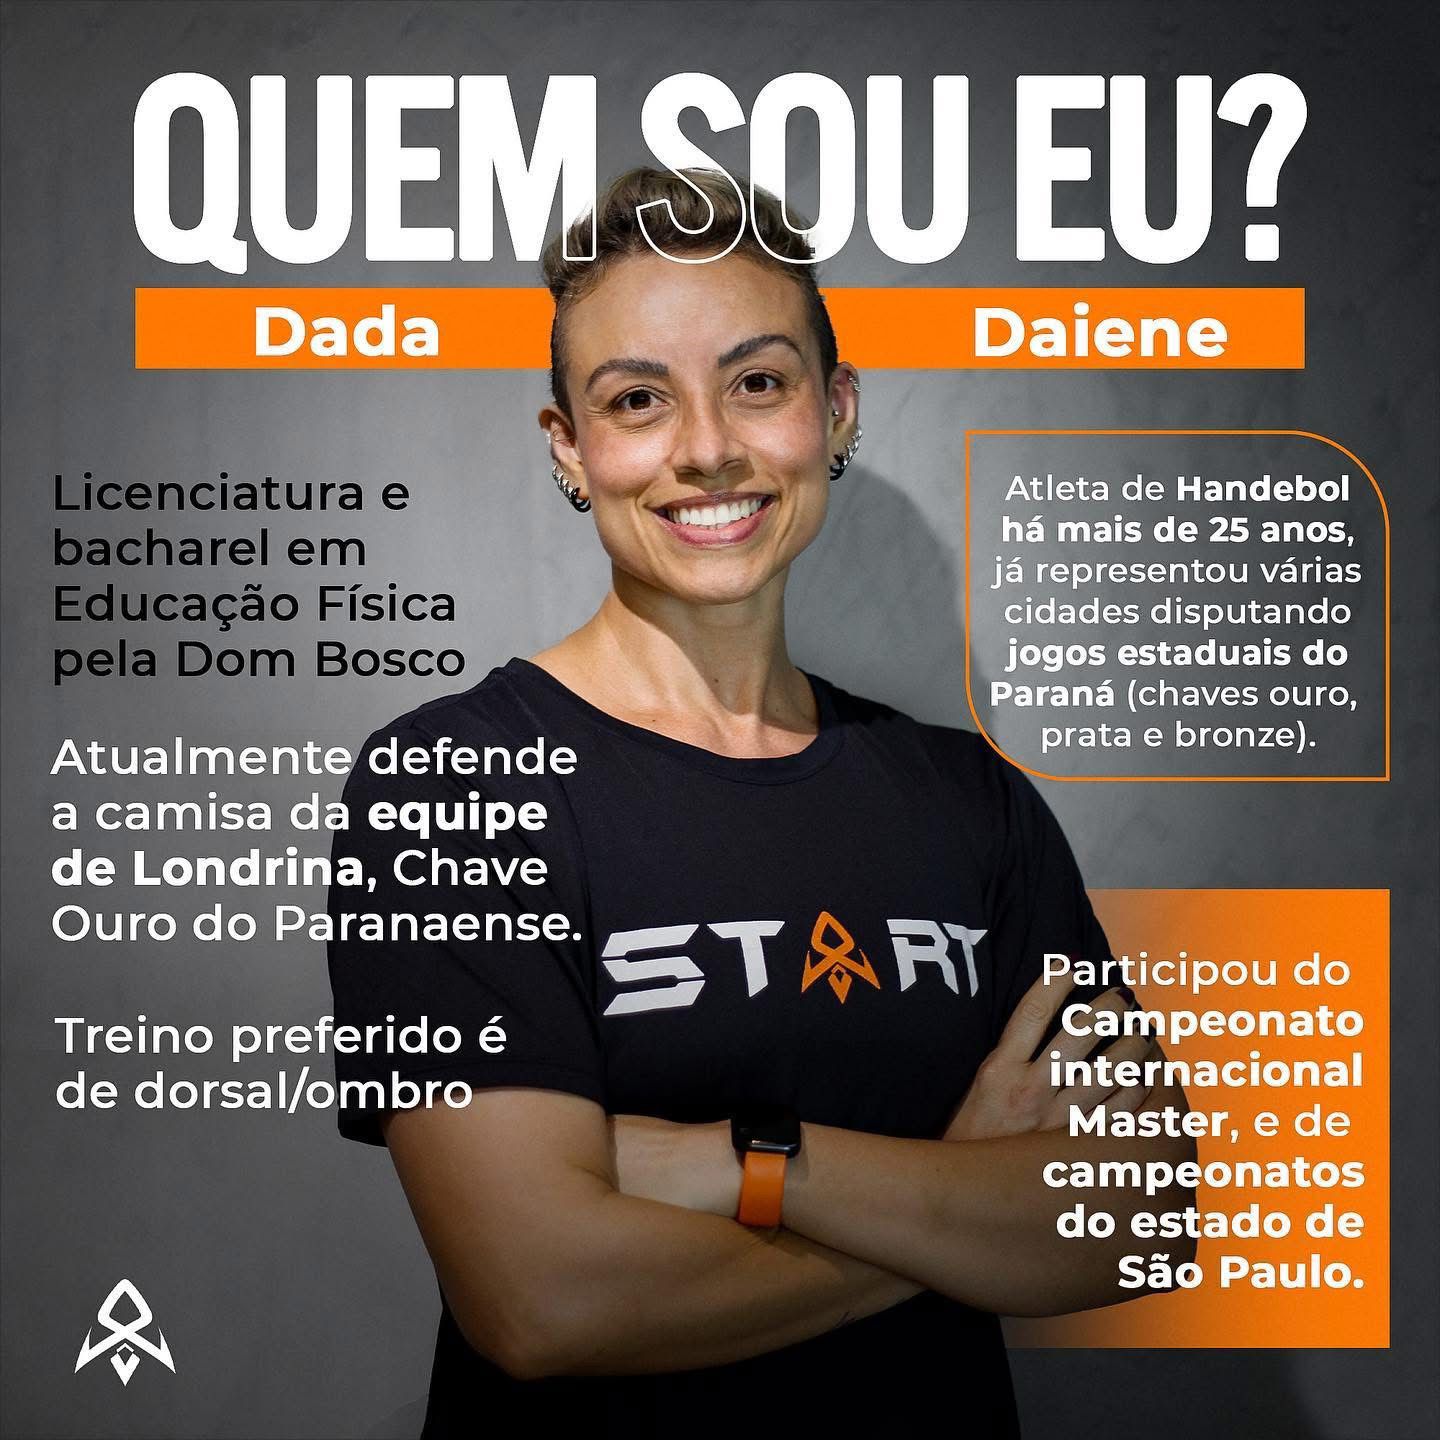 QUEM SOU EU?
Dada
Daiene
Licenciatura e
bacharel em
Educação Física
pela Dom Bosco
Atualmente defende
a camisa da equipe
de Londrina, Chave
Ouro do Paranaense.
Treino preferido é
de dorsal/ombro
Atleta de Handebol
há mais de 25 anos,
já representou várias
cidades disputando
jogos estaduais do
Paraná (chaves ouro,
prata e bronze).
START
Participou do
Campeonato
internacional
Master, e de
campeonatos
do estado de
São Paulo.